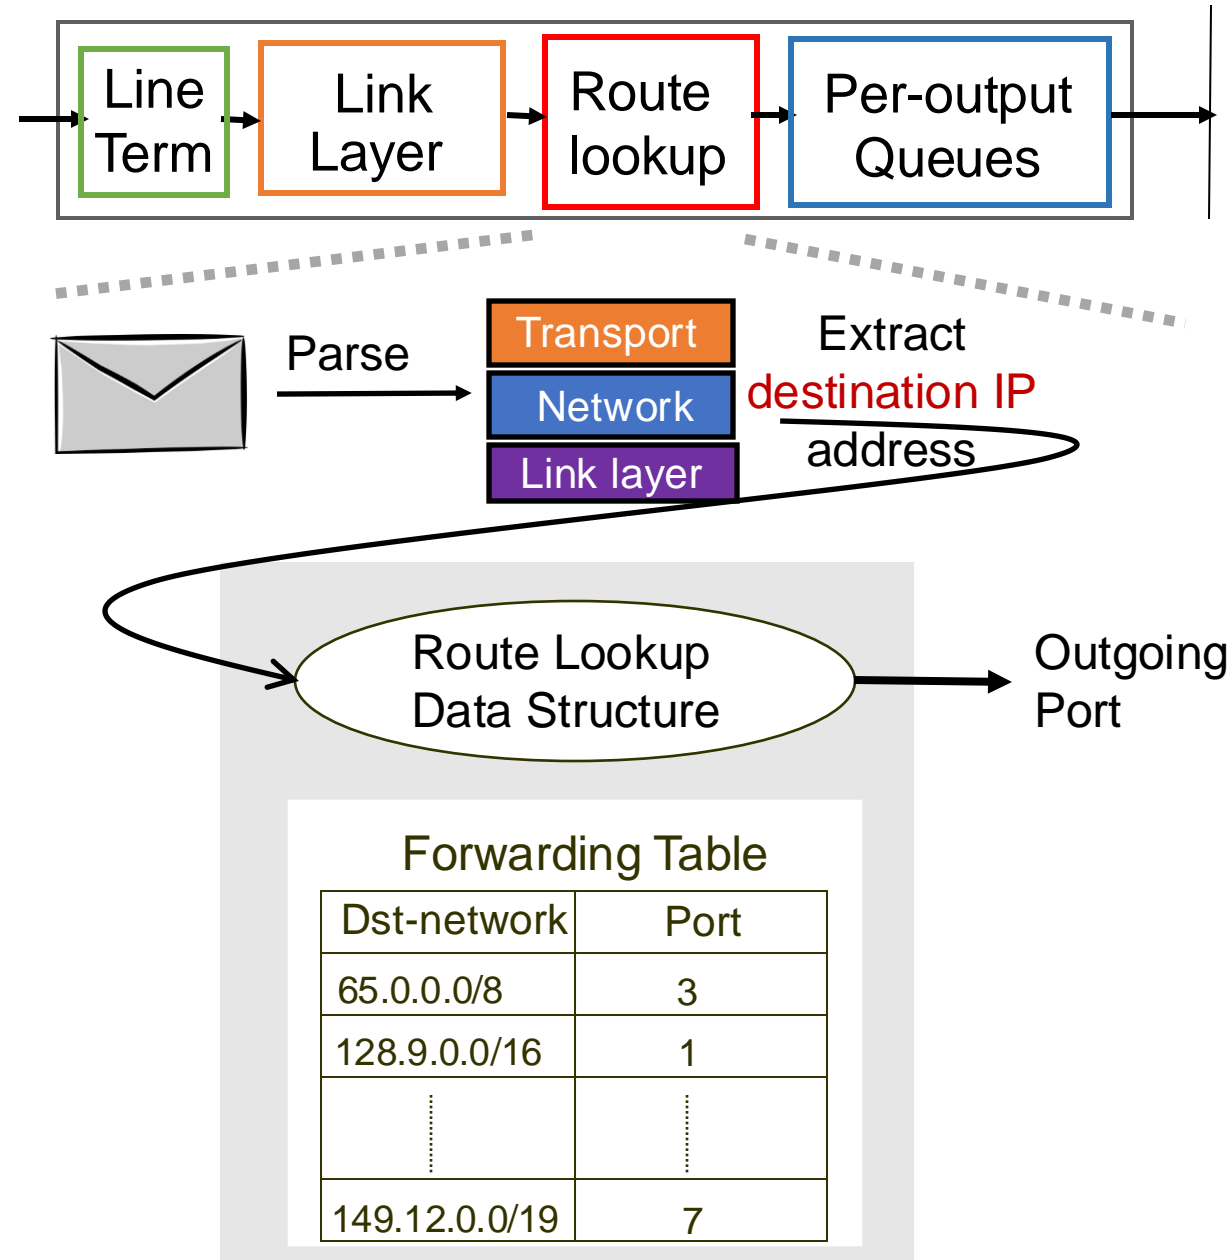 Line
Term
Link
Layer
Route
lookup
Per-output
Queues
Parse
Transport
Network
Link layer
Extract
destination IP
address
Route Lookup
Data Structure
Outgoing
Port
Forwarding Table
Dst-network Port
65.0.0.0/8 3
128.9.0.0/16 1
149.12.0.0/19 7